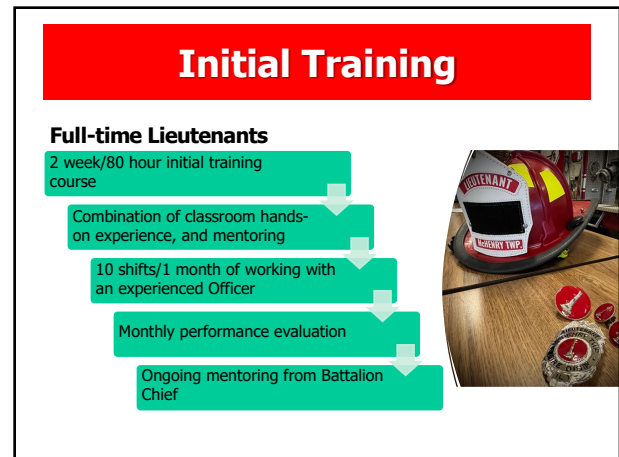 Initial Training
Full-time Lieutenants
2 week/80 hour initial training
course
Combination of classroom hands-
on experience, and mentoring
10 shifts/1 month of working with
an experienced Officer
Monthly performance evaluation
Ongoing mentoring from Battalion
Chief
LIEUTENANT
McHENRY TWP.
LIEUTENANT